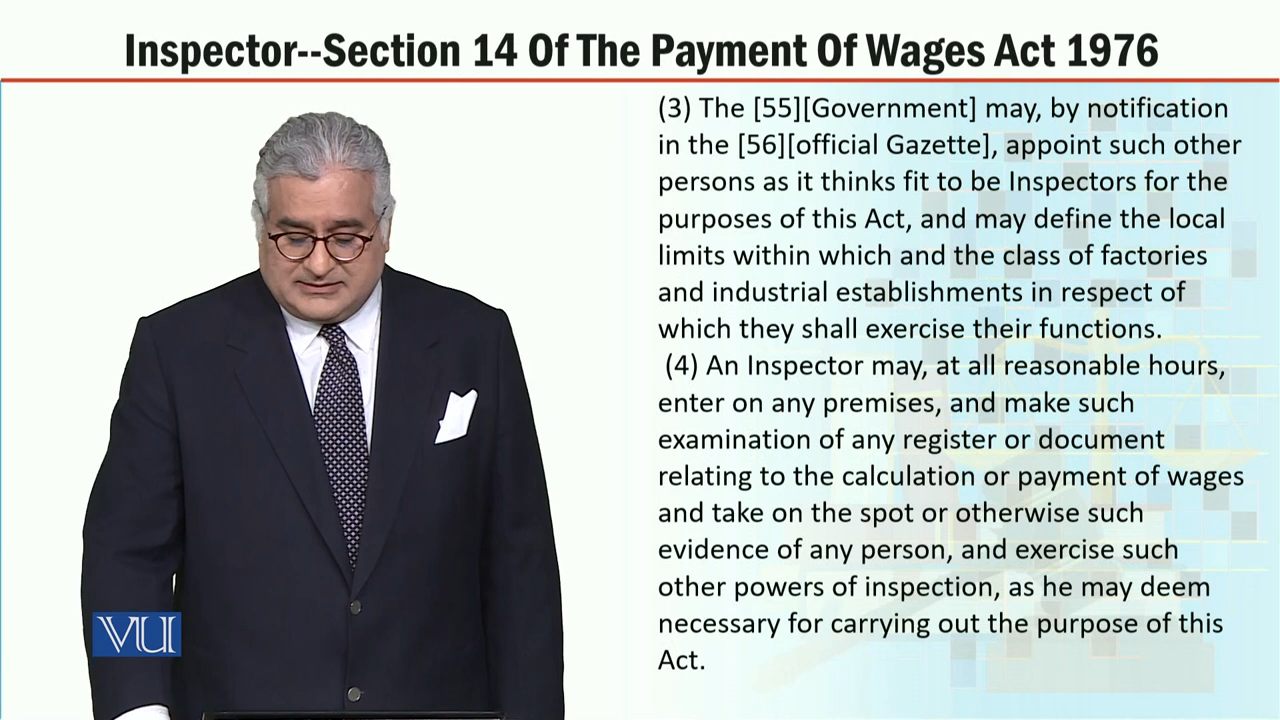 Inspector--Section 14 Of The Payment Of Wages Act 1976
(3) The [55][Government] may, by notification
in the [56][official Gazette], appoint such other
persons as it thinks fit to be Inspectors for the
purposes of this Act, and may define the local
limits within which and the class of factories
and industrial establishments in respect of
which they shall exercise their functions.
(4) An Inspector may, at all reasonable hours,
enter on any premises, and make such
examination of any register or document
relating to the calculation or payment of wages
and take on the spot or otherwise such
evidence of any person, and exercise such
other powers of inspection, as he may deem
necessary for carrying out the purpose of this
Act.
VU